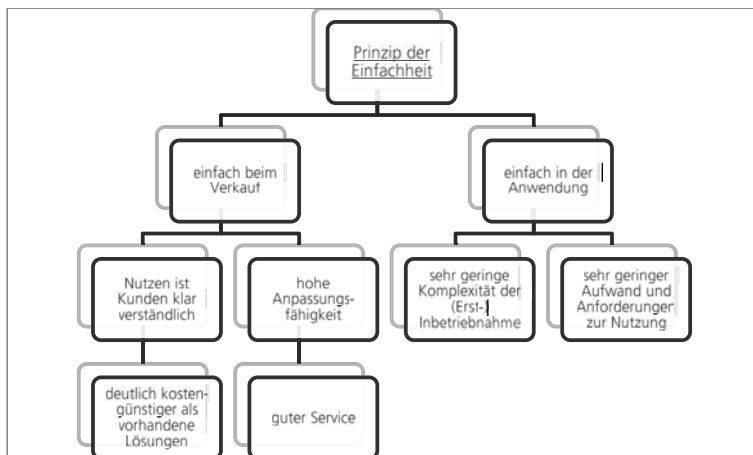 Prinzip der
Einfachheit
einfach beim
Verkauf
einfach in der
Anwendung
Nutzen ist
Kunden klar
verständlich
hohe
Anpassungs-
fähigkeit
sehr geringe
Komplexität der
(Erst-)
Inbetriebnahme
sehr geringer
Aufwand und
Anforderungen
zur Nutzung
deutlich kosten-
günstiger als
vorhandene
Lösungen
guter Service